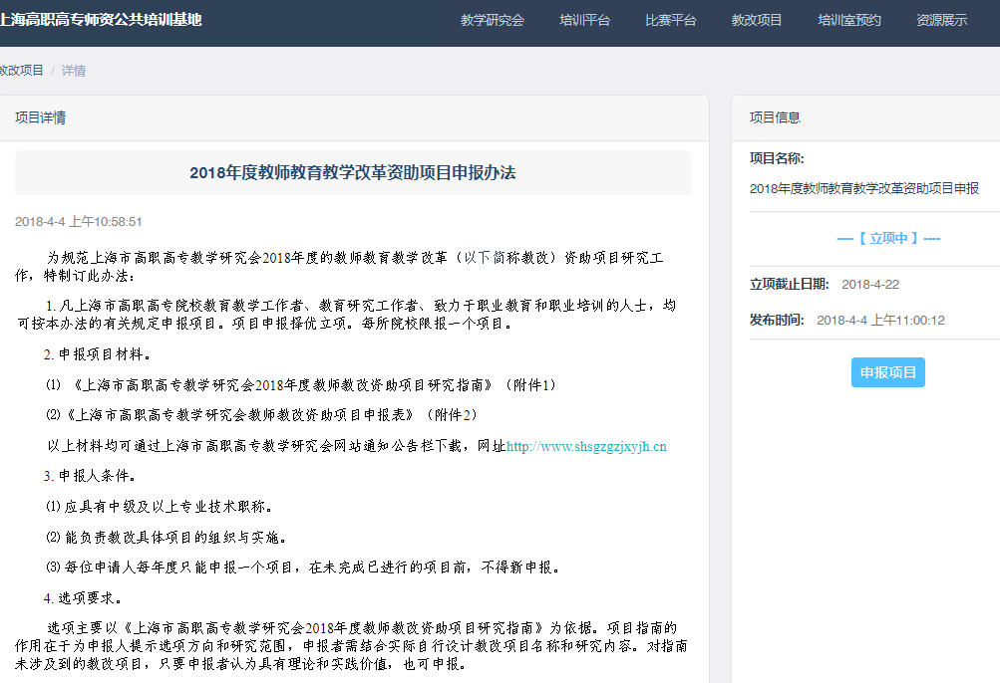 上海高职高专师资公共培训基地
教学研究会 培训平台 比赛平台 教改项目 培训室预约 资源展示
教改项目 / 详情
项目详情
2018年度教师教育教学改革资助项目申报办法
2018-4-4 上午10:58:51
为规范上海市高职高专教学研究会2018年度的教师教育教学改革（以下简称教改）资助项目研究工
作，特制订此办法：
1. 凡上海市高职高专院校教育教学工作者、教育研究工作者、致力于职业教育和职业培训的人士，均
可按本办法的有关规定申报项目。项目申报择优立项。每所院校限报一个项目。
2. 申报项目材料。
⑴ 《上海市高职高专教学研究会2018年度教师教改资助项目研究指南》（附件1）
⑵《上海市高职高专教学研究会教师教改资助项目申报表》（附件2）
以上材料均可通过上海市高职高专教学研究会网站通知公告栏下载，网址http://www.shsgzgzjxyjh.cn
3. 申报人条件。
⑴ 应具有中级及以上专业技术职称。
⑵ 能负责教改具体项目的组织与实施。
⑶ 每位申请人每年度只能申报一个项目，在未完成已进行的项目前，不得新申报。
4. 选项要求。
选项主要以《上海市高职高专教学研究会2018年度教师教改资助项目研究指南》为依据。项目指南的
作用在于为申报人提示选项方向和研究范围，申报者需结合实际自行设计教改项目名称和研究内容。对指南
未涉及到的教改项目，只要申报者认为具有理论和实践价值，也可申报。
项目信息
项目名称:
2018年度教师教育教学改革资助项目申报
----【 立项中 】----
立项截止日期: 2018-4-22
发布时间: 2018-4-4 上午11:00:12
申报项目